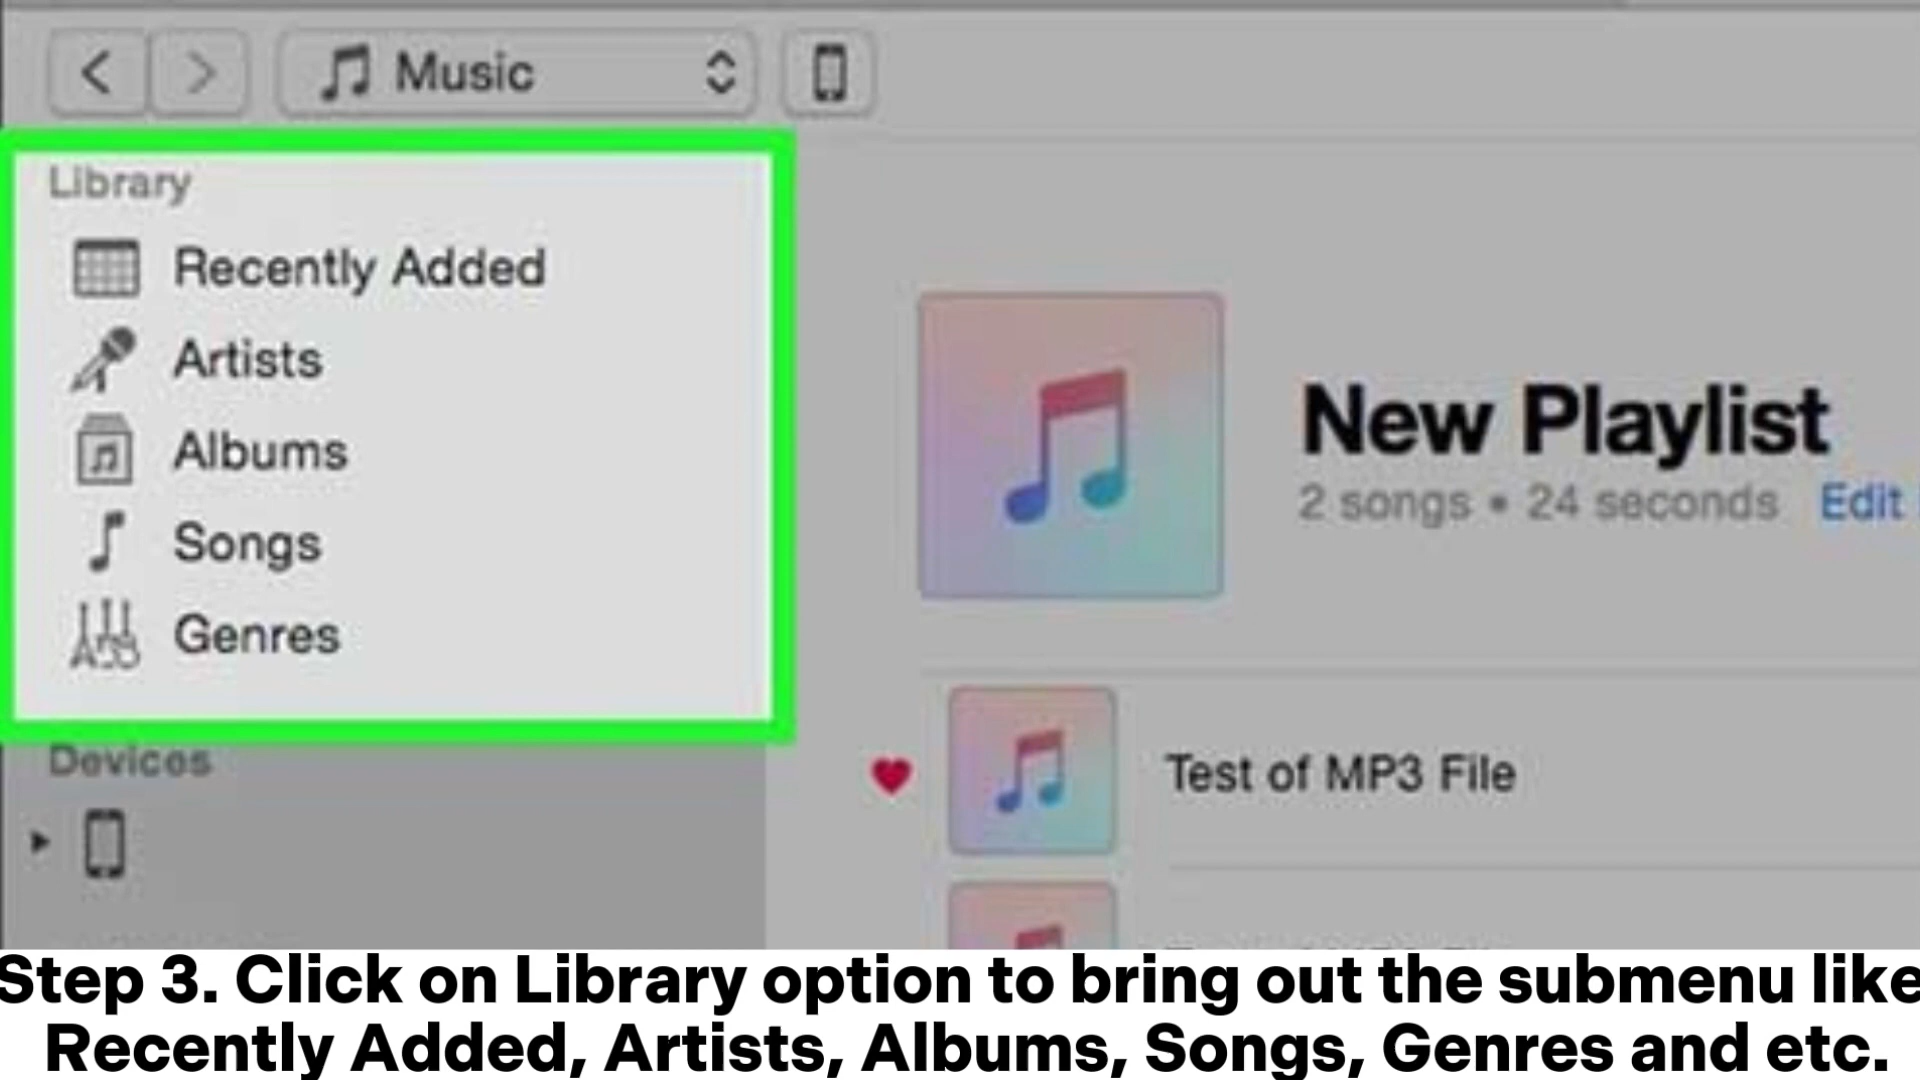 Music
Library
Recently Added
Artists
Albums
Songs
Genres
Devices
New Playlist
2 songs • 24 seconds Edit
Test of MP3 File
Step 3. Click on Library option to bring out the submenu like
Recently Added, Artists, Albums, Songs, Genres and etc.